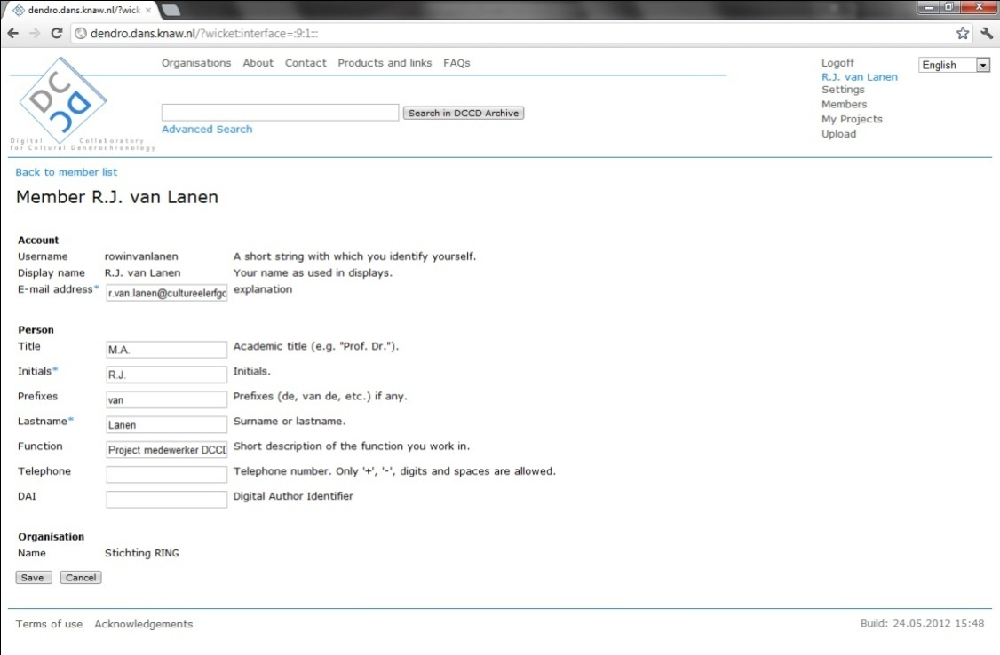 dendro.dans.knaw.nl/?wick
dendro.dans.knaw.nl/?wicket:interface=:9:1:::
Organisations About Contact Products and links FAQs
Logoff
English
R.J. van Lanen
Settings
Members
My Projects
Upload
DC
CD
Digital Collaboratory
for Cultural Dendrochronology
Search in DCCD Archive
Advanced Search
Back to member list
Member R.J. van Lanen
Account
Username rowinvanlanen A short string with which you identify yourself.
Display name R.J. van Lanen Your name as used in displays.
E-mail address* r.van.lanen@cultureelerfgo explanation
Person
Title M.A. Academic title (e.g. "Prof. Dr.").
Initials* R.J. Initials.
Prefixes van Prefixes (de, van de, etc.) if any.
Lastname* Lanen Surname or lastname.
Function Project medewerker DCCD Short description of the function you work in.
Telephone Telephone number. Only '+', '-', digits and spaces are allowed.
DAI Digital Author Identifier
Organisation
Name Stichting RING
Save Cancel
Terms of use Acknowledgements
Build: 24.05.2012 15:48